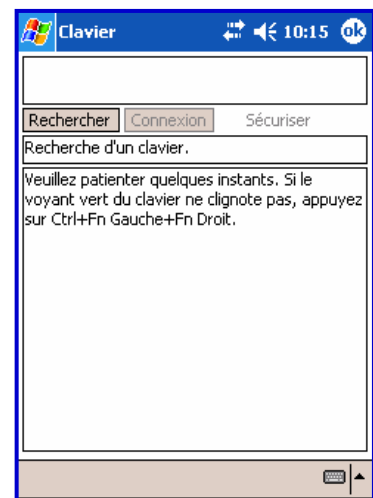 Clavier 10:15 ok
Rechercher Connexion Sécuriser
Recherche d'un clavier.
Veuillez patienter quelques instants. Si le
voyant vert du clavier ne clignote pas, appuyez
sur Ctrl+Fn Gauche+Fn Droit.